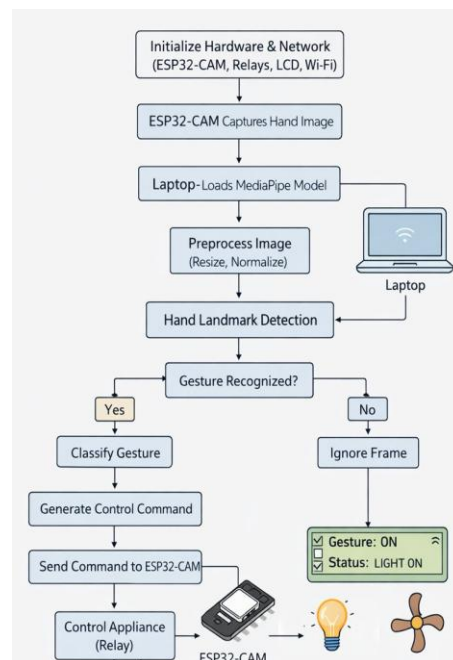 Initialize Hardware & Network
(ESP32-CAM, Relays, LCD, Wi-Fi)
ESP32-CAM Captures Hand Image
Laptop-Loads MediaPipe Model
Preprocess Image
(Resize, Normalize)
Laptop
Hand Landmark Detection
Gesture Recognized?
Yes
No
Classify Gesture
Ignore Frame
Generate Control Command
Gesture: ON
Status: LIGHT ON
Send Command to ESP32-CAM
Control Appliance
(Relay)
ESP32-CAM